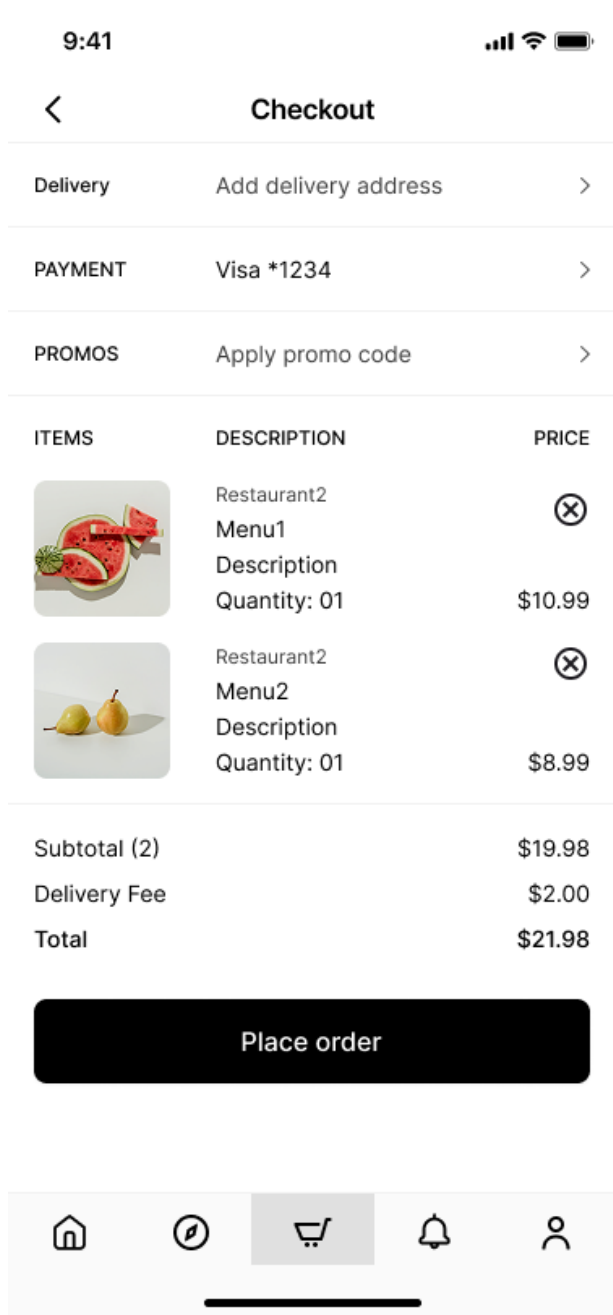 9:41
Checkout
Delivery Add delivery address
PAYMENT Visa *1234
PROMOS Apply promo code
ITEMS DESCRIPTION PRICE
Restaurant2
Menu1
Description
Quantity: 01 $10.99
Restaurant2
Menu2
Description
Quantity: 01 $8.99
Subtotal (2) $19.98
Delivery Fee $2.00
Total $21.98
Place order